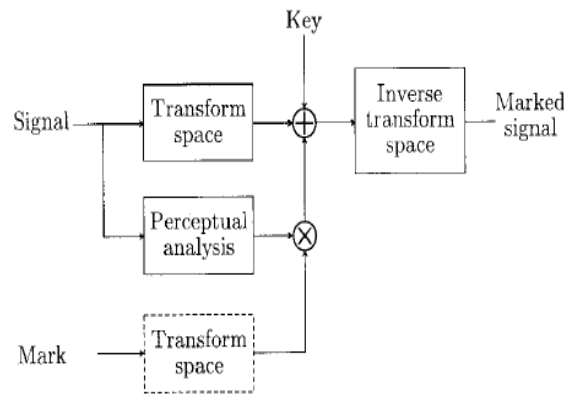 Key
Signal
Transform
space
Inverse
transform
space
Marked
signal
Perceptual
analysis
Mark
Transform
space